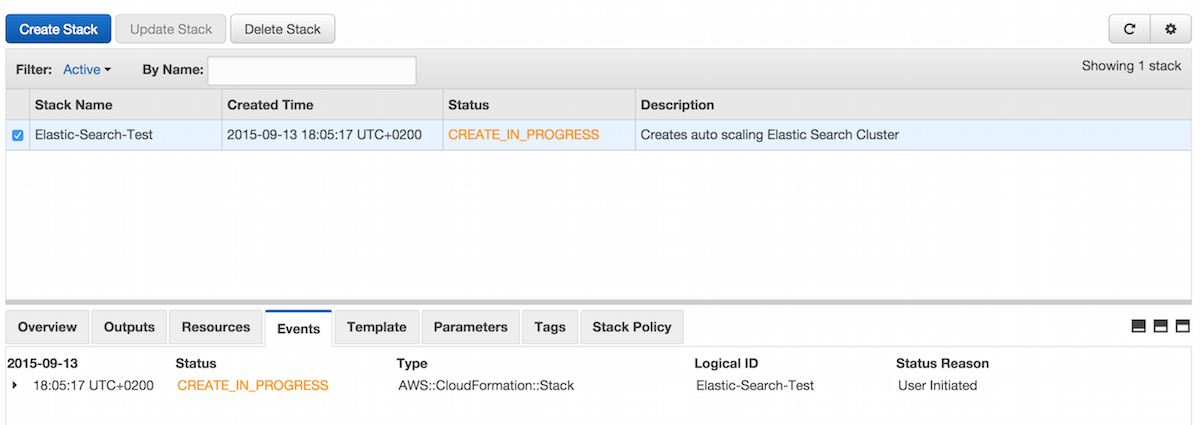 Create Stack Update Stack Delete Stack
Filter: Active By Name: Showing 1 stack
Stack Name Created Time Status Description
Elastic-Search-Test 2015-09-13 18:05:17 UTC+0200 CREATE_IN_PROGRESS Creates auto scaling Elastic Search Cluster
Overview Outputs Resources Events Template Parameters Tags Stack Policy
2015-09-13 Status Type Logical ID Status Reason
18:05:17 UTC+0200 CREATE_IN_PROGRESS AWS::CloudFormation::Stack Elastic-Search-Test User Initiated